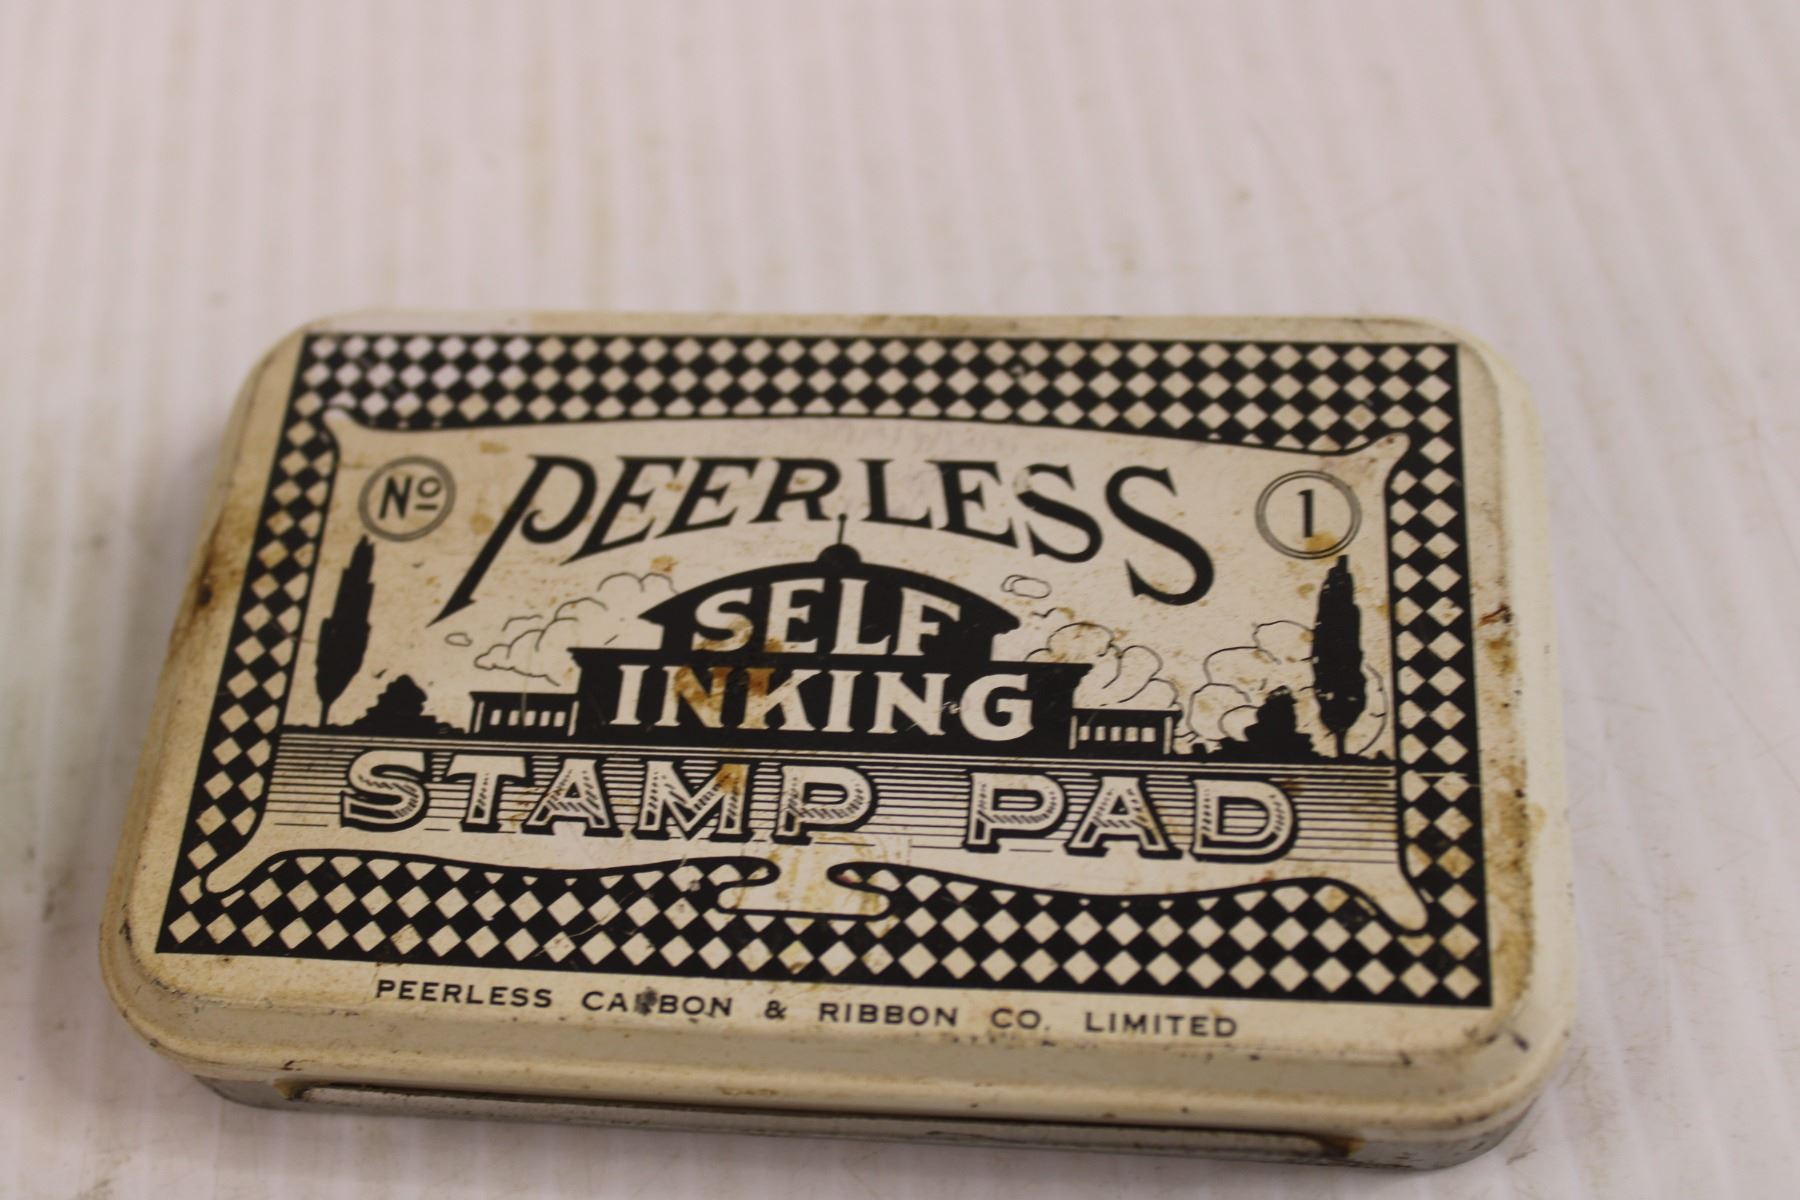 PEERLESS
Nº 1
SELF
INKING
STAMP PAD
PEERLESS CARBON & RIBBON CO. LIMITED